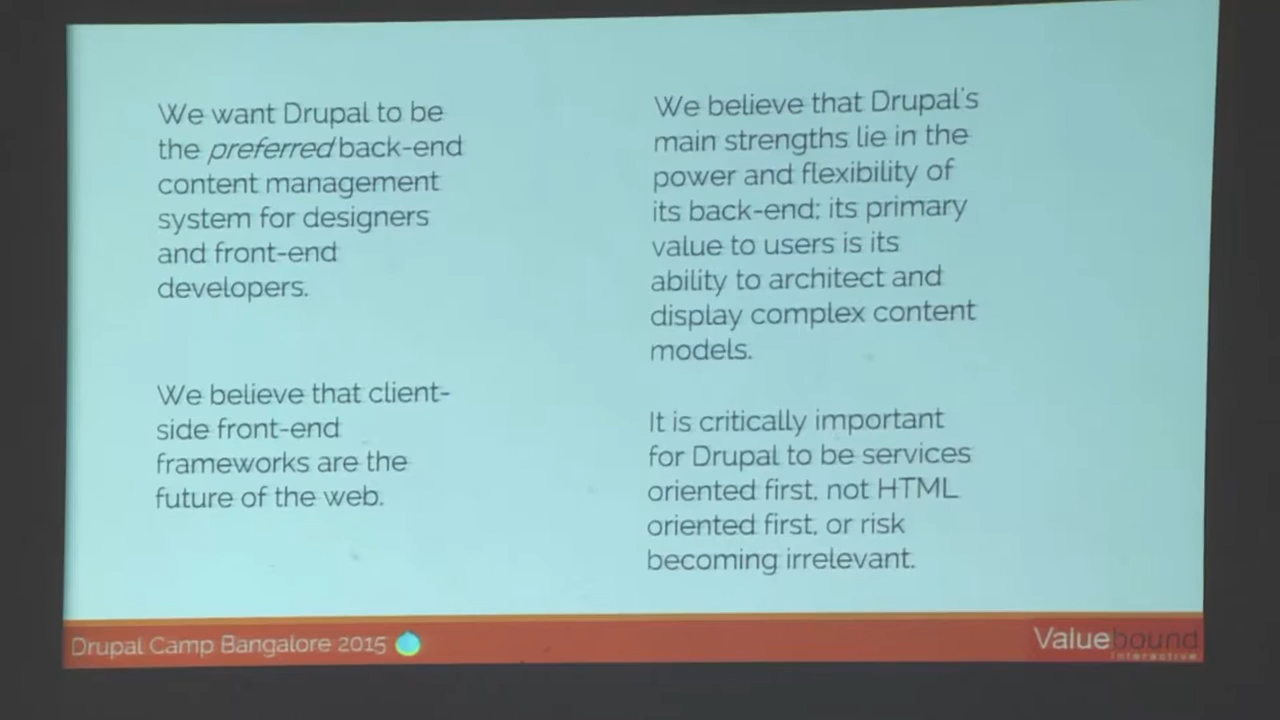 We want Drupal to be
the preferred back-end
content management
system for designers
and front-end
developers.
We believe that client-
side front-end
frameworks are the
future of the web.
We believe that Drupal's
main strengths lie in the
power and flexibility of
its back-end; its primary
value to users is its
ability to architect and
display complex content
models.
It is critically important
for Drupal to be services
oriented first, not HTML
oriented first, or risk
becoming irrelevant.
Drupal Camp Bangalore 2015
Valuebound
interactive